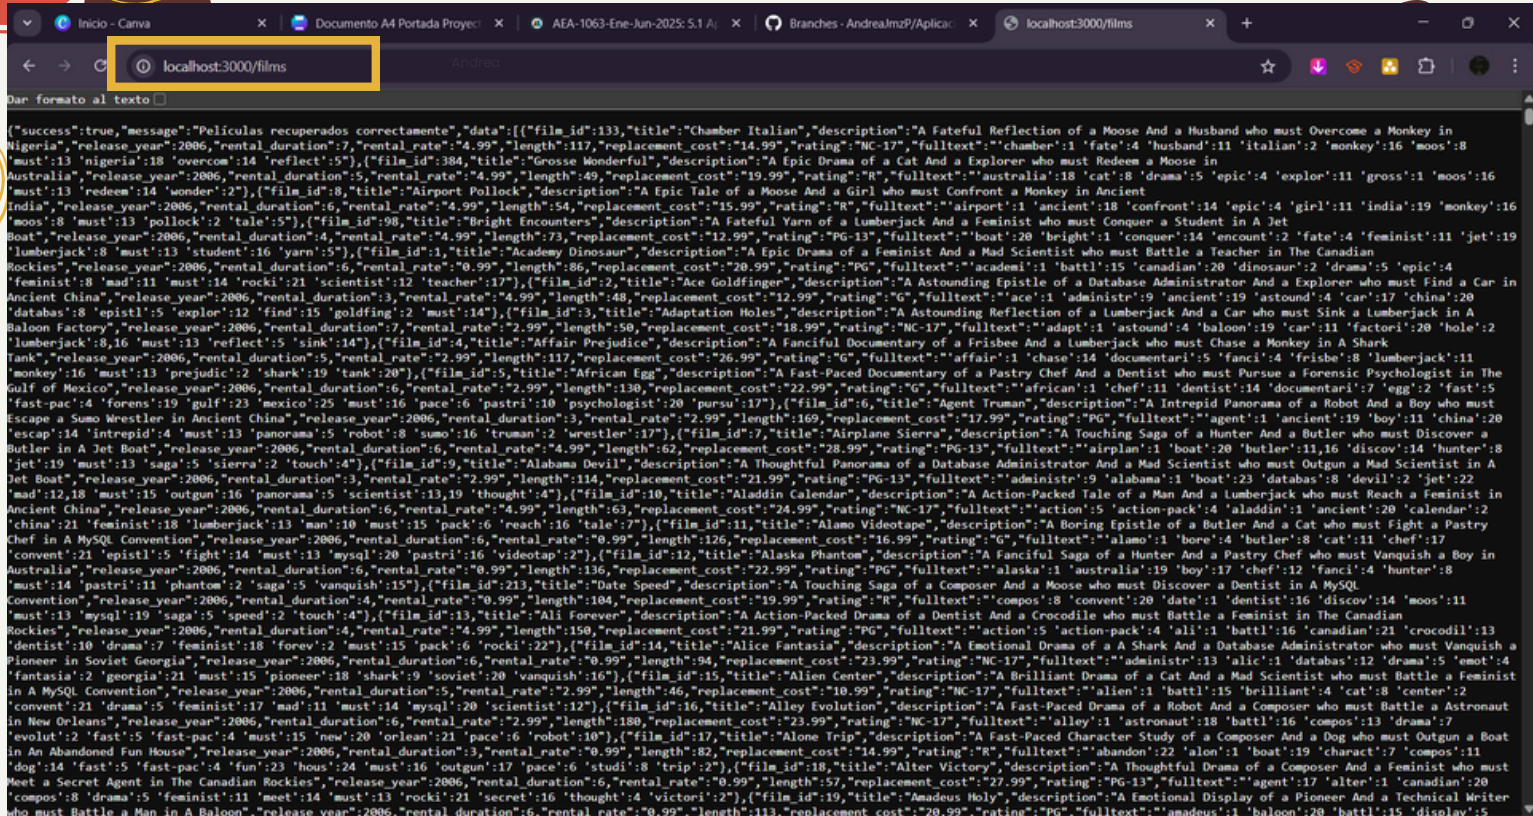 Inicio - Canva
Documento A4 Portada Proyec
AEA-1063-Ene-Jun-2025: 5.1 A
Branches - AndreaJmzP/Aplicac
localhost:3000/films
localhost:3000/films
Andrea
Dar formato al texto
{"success":true,"message":"Películas recuperados correctamente","data":[{"film_id":133,"title":"Chamber Italian","description":"A Fateful Reflection of a Moose And a Husband who must Overcome a Monkey in
Nigeria","release_year":2006,"rental_duration":7,"rental_rate":"4.99","length":117,"replacement_cost":"14.99","rating":"NC-17","fulltext":"'chamber':1 'fate':4 'husband':11 'italian':2 'monkey':16 'moos':8
'must':13 'nigeria':18 'overcom':14 'reflect':5"},{"film_id":384,"title":"Grosse Wonderful","description":"A Epic Drama of a Cat And a Explorer who must Redeem a Moose in
Australia","release_year":2006,"rental_duration":5,"rental_rate":"4.99","length":49,"replacement_cost":"19.99","rating":"R","fulltext":"'australia':18 'cat':8 'drama':5 'epic':4 'explor':11 'gross':1 'moos':16
'must':13 'redeem':14 'wonder':2"},{"film_id":8,"title":"Airport Pollock","description":"A Epic Tale of a Moose And a Girl who must Confront a Monkey in Ancient
India","release_year":2006,"rental_duration":6,"rental_rate":"4.99","length":54,"replacement_cost":"15.99","rating":"R","fulltext":"'airport':1 'ancient':18 'confront':14 'epic':4 'girl':11 'india':19 'monkey':16
'moos':8 'must':13 'pollock':2 'tale':5"},{"film_id":98,"title":"Bright Encounters","description":"A Fateful Yarn of a Lumberjack And a Feminist who must Conquer a Student in A Jet
Boat","release_year":2006,"rental_duration":4,"rental_rate":"4.99","length":73,"replacement_cost":"12.99","rating":"PG-13","fulltext":"'boat':20 'bright':1 'conquer':14 'encount':2 'fate':4 'feminist':11 'jet':19
'lumberjack':8 'must':13 'student':16 'yarn':5"},{"film_id":1,"title":"Academy Dinosaur","description":"A Epic Drama of a Feminist And a Mad Scientist who must Battle a Teacher in The Canadian
Rockies","release_year":2006,"rental_duration":6,"rental_rate":"0.99","length":86,"replacement_cost":"20.99","rating":"PG","fulltext":"'academi':1 'battl':15 'canadian':20 'dinosaur':2 'drama':5 'epic':4
'feminist':8 'mad':11 'must':14 'rocki':21 'scientist':12 'teacher':17"},{"film_id":2,"title":"Ace Goldfinger","description":"A Astounding Epistle of a Database Administrator And a Explorer who must Find a Car in
Ancient China","release_year":2006,"rental_duration":3,"rental_rate":"4.99","length":48,"replacement_cost":"12.99","rating":"G","fulltext":"'ace':1 'administr':9 'ancient':19 'astound':4 'car':17 'china':20
'databas':8 'epistl':5 'explor':12 'find':15 'goldfing':2 'must':14"},{"film_id":3,"title":"Adaptation Holes","description":"A Astounding Reflection of a Lumberjack And a Car who must Sink a Lumberjack in A
Baloon Factory","release_year":2006,"rental_duration":7,"rental_rate":"2.99","length":50,"replacement_cost":"18.99","rating":"NC-17","fulltext":"'adapt':1 'astound':4 'baloon':19 'car':11 'factori':20 'hole':2
'lumberjack':8,16 'must':13 'reflect':5 'sink':14"},{"film_id":4,"title":"Affair Prejudice","description":"A Fanciful Documentary of a Frisbee And a Lumberjack who must Chase a Monkey in A Shark
Tank","release_year":2006,"rental_duration":5,"rental_rate":"2.99","length":117,"replacement_cost":"26.99","rating":"G","fulltext":"'affair':1 'chase':14 'documentari':5 'fanci':4 'frisbe':8 'lumberjack':11
'monkey':16 'must':13 'prejudic':2 'shark':19 'tank':20"},{"film_id":5,"title":"African Egg","description":"A Fast-Paced Documentary of a Pastry Chef And a Dentist who must Pursue a Forensic Psychologist in The
Gulf of Mexico","release_year":2006,"rental_duration":6,"rental_rate":"2.99","length":130,"replacement_cost":"22.99","rating":"G","fulltext":"'african':1 'chef':11 'dentist':14 'documentari':7 'egg':2 'fast':5
'fast-pac':4 'forens':19 'gulf':23 'mexico':25 'must':16 'pace':6 'pastri':10 'psychologist':20 'pursu':17"},{"film_id":6,"title":"Agent Truman","description":"A Intrepid Panorama of a Robot And a Boy who must
Escape a Sumo Wrestler in Ancient China","release_year":2006,"rental_duration":3,"rental_rate":"2.99","length":169,"replacement_cost":"17.99","rating":"PG","fulltext":"'agent':1 'ancient':19 'boy':11 'china':20
'escap':14 'intrepid':4 'must':13 'panorama':5 'robot':8 'sumo':16 'truman':2 'wrestler':17"},{"film_id":7,"title":"Airplane Sierra","description":"A Touching Saga of a Hunter And a Butler who must Discover a
Butler in A Jet Boat","release_year":2006,"rental_duration":6,"rental_rate":"4.99","length":62,"replacement_cost":"28.99","rating":"PG-13","fulltext":"'airplan':1 'boat':20 'butler':11,16 'discov':14 'hunter':8
'jet':19 'must':13 'saga':5 'sierra':2 'touch':4"},{"film_id":9,"title":"Alabama Devil","description":"A Thoughtful Panorama of a Database Administrator And a Mad Scientist who must Outgun a Mad Scientist in A
Jet Boat","release_year":2006,"rental_duration":3,"rental_rate":"2.99","length":114,"replacement_cost":"21.99","rating":"PG-13","fulltext":"'administr':9 'alabama':1 'boat':23 'databas':8 'devil':2 'jet':22
'mad':12,18 'must':15 'outgun':16 'panorama':5 'scientist':13,19 'thought':4"},{"film_id":10,"title":"Aladdin Calendar","description":"A Action-Packed Tale of a Man And a Lumberjack who must Reach a Feminist in
Ancient China","release_year":2006,"rental_duration":6,"rental_rate":"4.99","length":63,"replacement_cost":"24.99","rating":"NC-17","fulltext":"'action':5 'action-pack':4 'aladdin':1 'ancient':20 'calendar':2
'china':21 'feminist':18 'lumberjack':13 'man':10 'must':15 'pack':6 'reach':16 'tale':7"},{"film_id":11,"title":"Alamo Videotape","description":"A Boring Epistle of a Butler And a Cat who must Fight a Pastry
Chef in A MySQL Convention","release_year":2006,"rental_duration":6,"rental_rate":"0.99","length":126,"replacement_cost":"16.99","rating":"G","fulltext":"'alamo':1 'bore':4 'butler':8 'cat':11 'chef':17
'convent':21 'epistl':5 'fight':14 'must':13 'mysql':20 'pastri':16 'videotap':2"},{"film_id":12,"title":"Alaska Phantom","description":"A Fanciful Saga of a Hunter And a Pastry Chef who must Vanquish a Boy in
Australia","release_year":2006,"rental_duration":6,"rental_rate":"0.99","length":136,"replacement_cost":"22.99","rating":"PG","fulltext":"'alaska':1 'australia':19 'boy':17 'chef':12 'fanci':4 'hunter':8
'must':14 'pastri':11 'phantom':2 'saga':5 'vanquish':15"},{"film_id":213,"title":"Date Speed","description":"A Touching Saga of a Composer And a Moose who must Discover a Dentist in A MySQL
Convention","release_year":2006,"rental_duration":4,"rental_rate":"0.99","length":104,"replacement_cost":"19.99","rating":"R","fulltext":"'compos':8 'convent':20 'date':1 'dentist':16 'discov':14 'moos':11
'must':13 'mysql':19 'saga':5 'speed':2 'touch':4"},{"film_id":13,"title":"Ali Forever","description":"A Action-Packed Drama of a Dentist And a Crocodile who must Battle a Feminist in The Canadian
Rockies","release_year":2006,"rental_duration":4,"rental_rate":"4.99","length":150,"replacement_cost":"21.99","rating":"PG","fulltext":"'action':5 'action-pack':4 'ali':1 'battl':16 'canadian':21 'crocodil':13
'dentist':10 'drama':7 'feminist':18 'forev':2 'must':15 'pack':6 'rocki':22"},{"film_id":14,"title":"Alice Fantasia","description":"A Emotional Drama of a A Shark And a Database Administrator who must Vanquish a
Pioneer in Soviet Georgia","release_year":2006,"rental_duration":6,"rental_rate":"0.99","length":94,"replacement_cost":"23.99","rating":"NC-17","fulltext":"'administr':13 'alic':1 'databas':12 'drama':5 'emot':4
'fantasia':2 'georgia':21 'must':15 'pioneer':18 'shark':9 'soviet':20 'vanquish':16"},{"film_id":15,"title":"Alien Center","description":"A Brilliant Drama of a Cat And a Mad Scientist who must Battle a Feminist
in A MySQL Convention","release_year":2006,"rental_duration":5,"rental_rate":"2.99","length":46,"replacement_cost":"10.99","rating":"NC-17","fulltext":"'alien':1 'battl':15 'brilliant':4 'cat':8 'center':2
'convent':21 'drama':5 'feminist':17 'mad':11 'must':14 'mysql':20 'scientist':12"},{"film_id":16,"title":"Alley Evolution","description":"A Fast-Paced Drama of a Robot And a Composer who must Battle a Astronaut
in New Orleans","release_year":2006,"rental_duration":6,"rental_rate":"2.99","length":180,"replacement_cost":"23.99","rating":"NC-17","fulltext":"'alley':1 'astronaut':18 'battl':16 'compos':13 'drama':7
'evolut':2 'fast':5 'fast-pac':4 'must':15 'new':20 'orlean':21 'pace':6 'robot':10"},{"film_id":17,"title":"Alone Trip","description":"A Fast-Paced Character Study of a Composer And a Dog who must Outgun a Boat
in An Abandoned Fun House","release_year":2006,"rental_duration":3,"rental_rate":"0.99","length":82,"replacement_cost":"14.99","rating":"R","fulltext":"'abandon':22 'alon':1 'boat':19 'charact':7 'compos':11
'dog':14 'fast':5 'fast-pac':4 'fun':23 'hous':24 'must':16 'outgun':17 'pace':6 'studi':8 'trip':2"},{"film_id":18,"title":"Alter Victory","description":"A Thoughtful Drama of a Composer And a Feminist who must
Meet a Secret Agent in The Canadian Rockies","release_year":2006,"rental_duration":6,"rental_rate":"0.99","length":57,"replacement_cost":"27.99","rating":"PG-13","fulltext":"'agent':17 'alter':1 'canadian':20
'compos':8 'drama':5 'feminist':11 'meet':14 'must':13 'rocki':21 'secret':16 'thought':4 'victori':2"},{"film_id":19,"title":"Amadeus Holy","description":"A Emotional Display of a Pioneer And a Technical Writer
who must Battle a Man in A Baloon","release_year":2006,"rental_duration":6,"rental_rate":"0.99","length":113,"replacement_cost":"20.99","rating":"PG","fulltext":"'amadeus':1 'baloon':20 'battl':15 'display':5